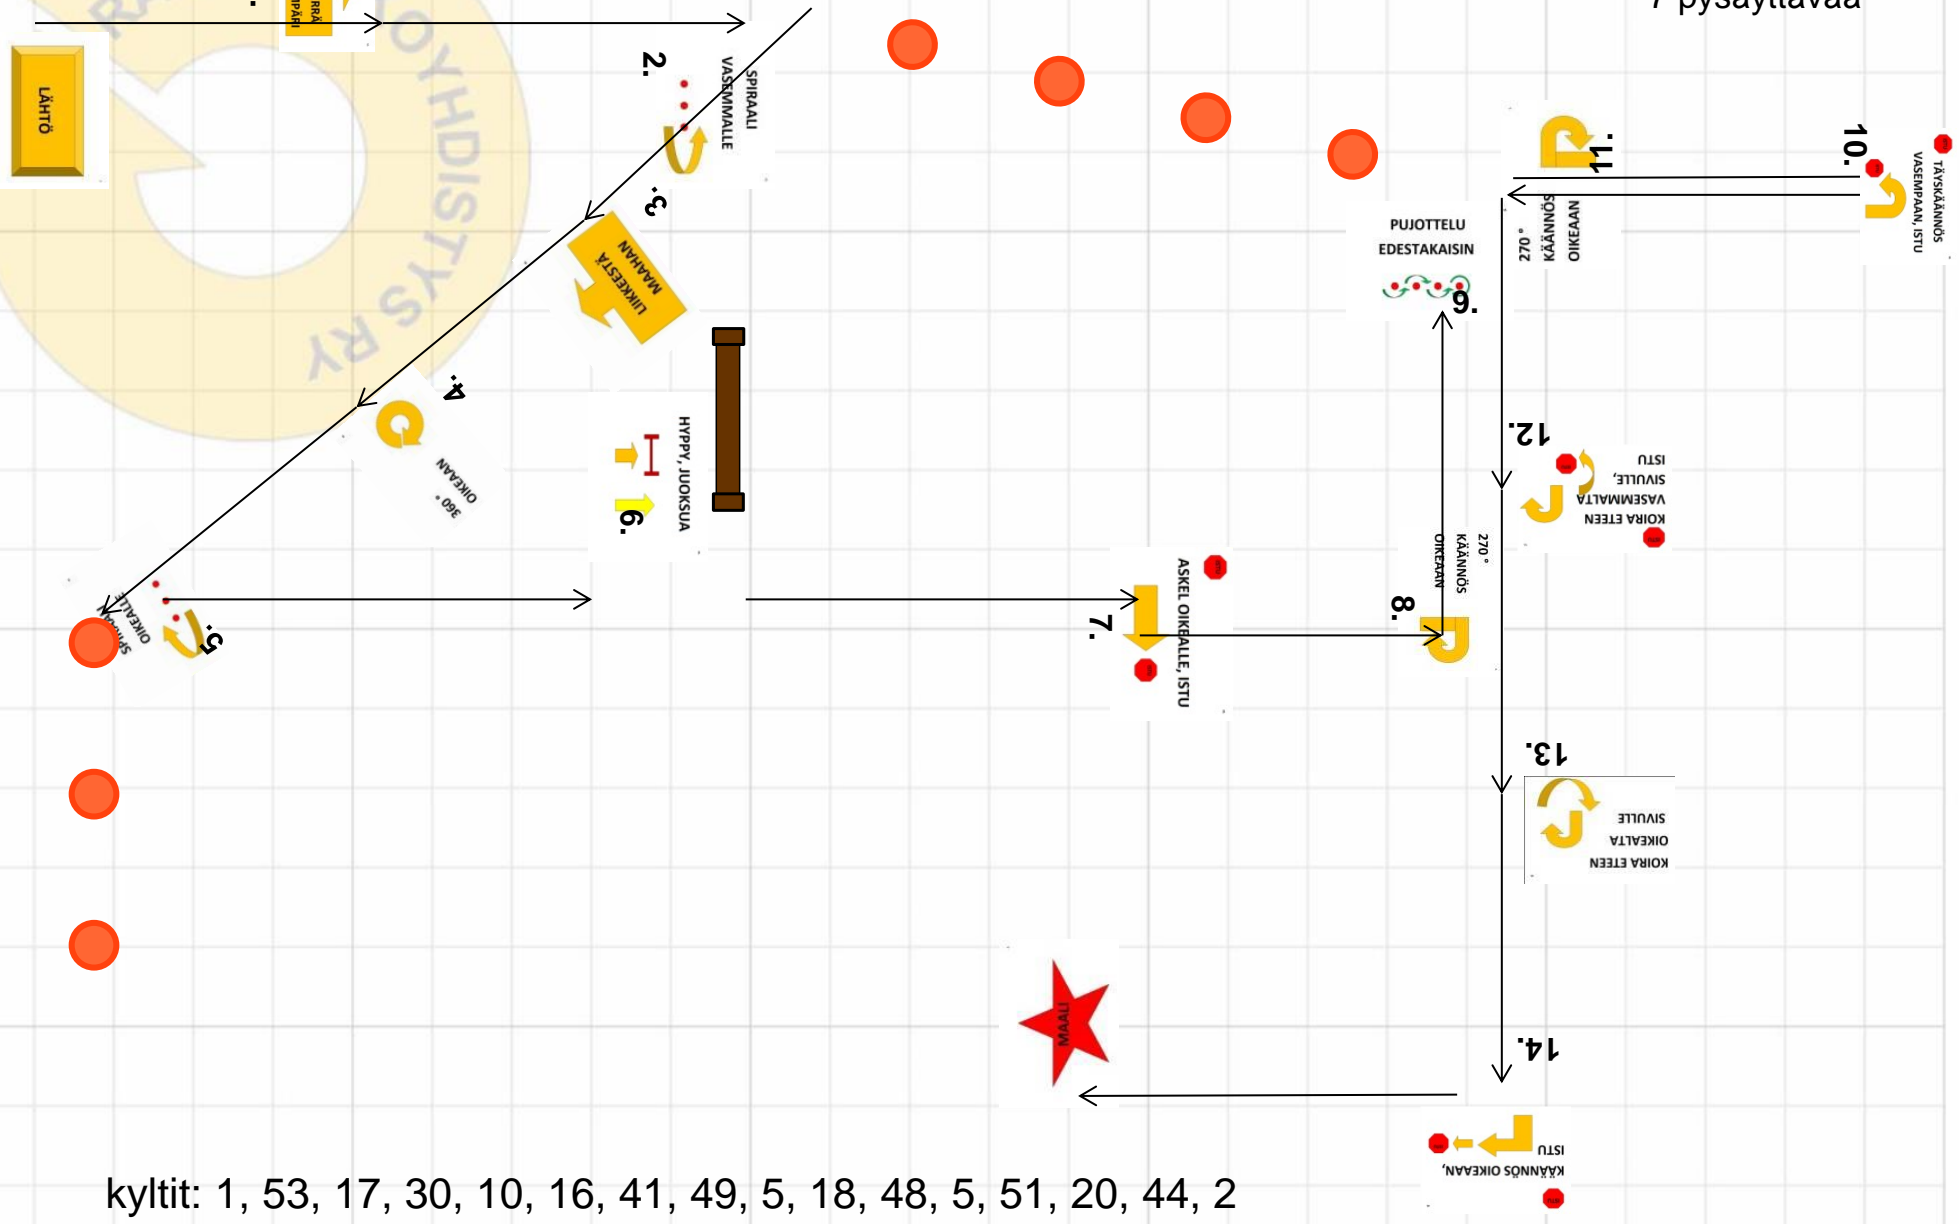 7 pysäyttävää
LÄHTÖ
2.
SPIRAALI
VASEMMALLE
3.
LIIKKEESTÄ
MAAHAN
4.
360°
OIKEAAN
5.
OIKEALLE
6.
HYPPY, JUOKSUA
7.
ASKEL OIKEALLE, ISTU
8.
270°
KÄÄNNÖS
OIKEAAN
PUJOTTELU
EDESTAKAISIN
9.
10.
TÄYSKÄÄNNÖS
VASEMPAAN, ISTU
11.
270°
KÄÄNNÖS
OIKEAAN
12.
KOIRA ETEEN
VASEMMALTA
SIVULLE,
ISTU
13.
KOIRA ETEEN
OIKEALTA
SIVULLE
14.
KÄÄNNÖS OIKEAAN,
ISTU
MAALI
kyltit: 1, 53, 17, 30, 10, 16, 41, 49, 5, 18, 48, 5, 51, 20, 44, 2